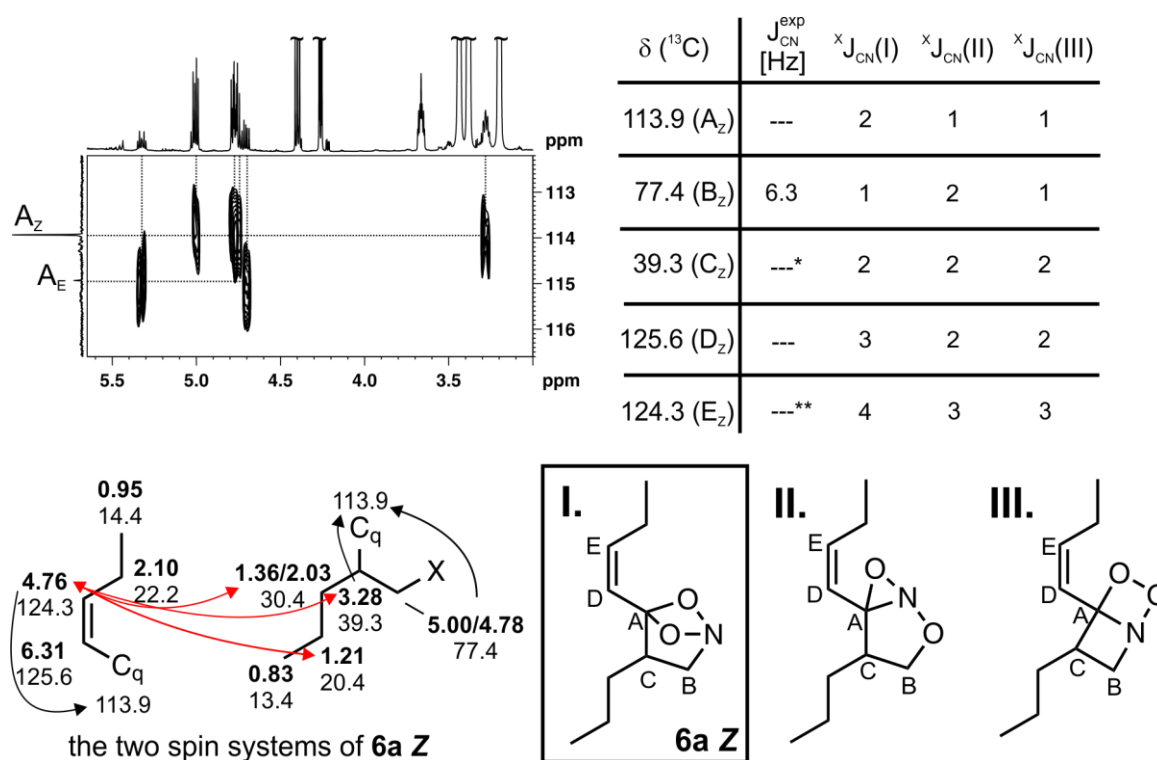 ppm
113
114
115
116
A_Z
A_E
5.5 5.0 4.5 4.0 3.5 ppm
δ (¹³C) J_CN^exp [Hz] ˣJ_CN(I) ˣJ_CN(II) ˣJ_CN(III)
113.9 (A_Z) --- 2 1 1
77.4 (B_Z) 6.3 1 2 1
39.3 (C_Z) ---* 2 2 2
125.6 (D_Z) --- 3 2 2
124.3 (E_Z) ---** 4 3 3
0.95
14.4
2.10
22.2
4.76
124.3
6.31
125.6
C_q
113.9
113.9
C_q
X
1.36/2.03
30.4
3.28
39.3
5.00/4.78
77.4
1.21
20.4
0.83
13.4
the two spin systems of 6a Z
I.
E
D
A
O
O
N
C
B
6a Z
II.
E
D
O
N
A
O
C
B
III.
E
D
O
O
A
N
C
B